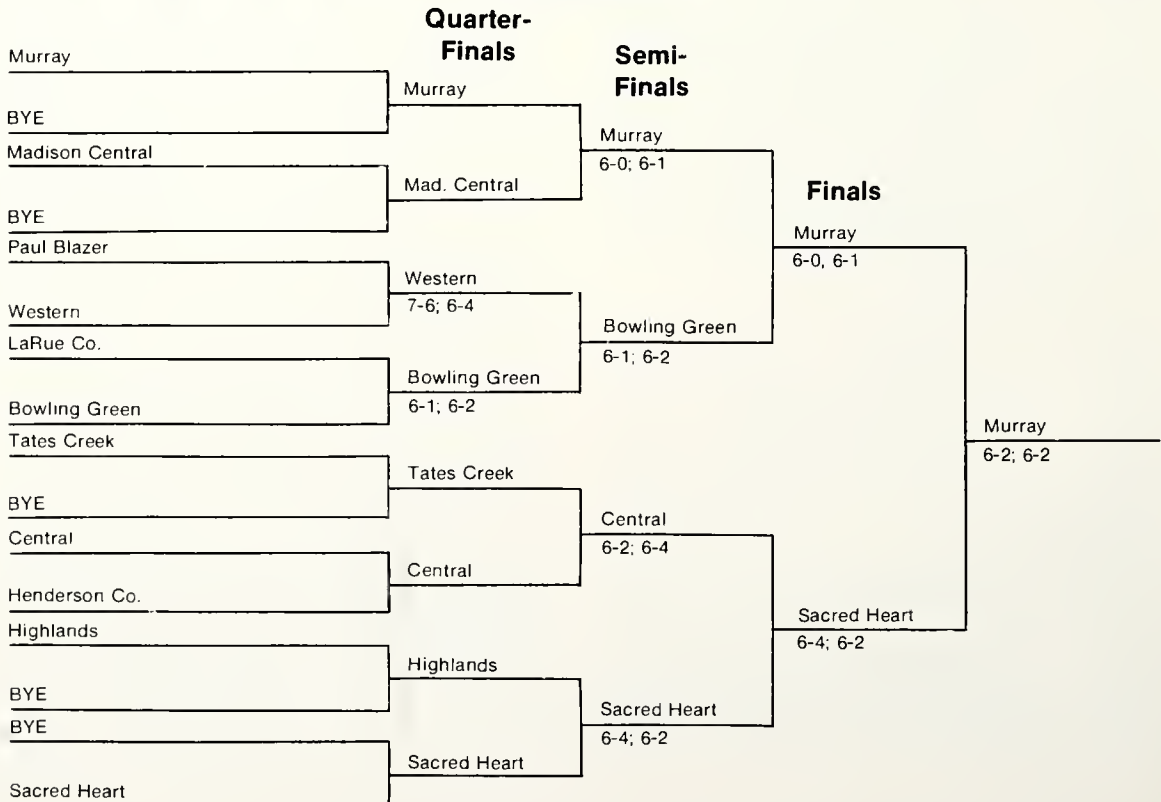 Quarter-
Finals
Semi-
Finals
Finals
Murray
BYE
Madison Central
BYE
Paul Blazer
Western
LaRue Co.
Bowling Green
Tates Creek
BYE
Central
Henderson Co.
Highlands
BYE
BYE
Sacred Heart
Murray
Mad. Central
Western
7-6; 6-4
Bowling Green
6-1; 6-2
Tates Creek
Central
Highlands
Sacred Heart
Murray
6-0; 6-1
Bowling Green
6-1; 6-2
Central
6-2; 6-4
Sacred Heart
6-4; 6-2
Murray
6-0, 6-1
Sacred Heart
6-4; 6-2
Murray
6-2; 6-2